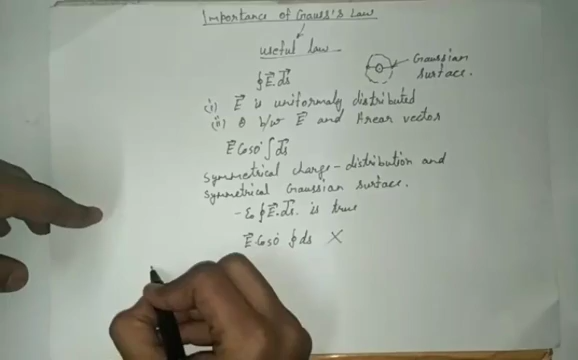 Importance of Gauss's Law
useful law
∮E⃗.ds⃗
Gaussian
surface.
(i) E⃗ is uniformaly distributed
(ii) θ b/w E⃗ and Area vector
E⃗ Cos0° ∫ds⃗
Symmetrical charge-distribution and
symmetrical Gaussian surface.
- ε₀ ∮E⃗.ds⃗. is true
E⃗ Cos0° ∮ds X